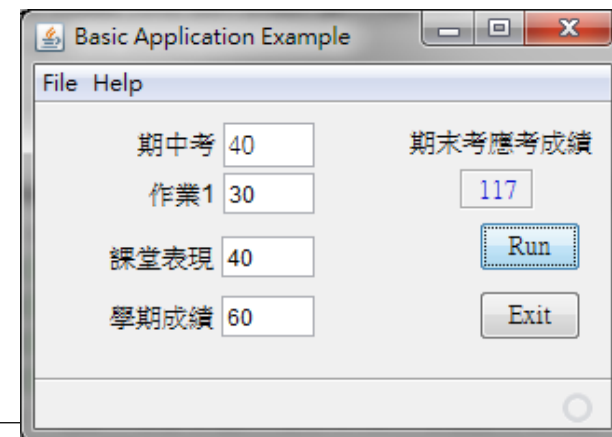 Basic Application Example
File Help
期中考 40
期末考應考成績
作業1 30
117
課堂表現 40
Run
學期成績 60
Exit